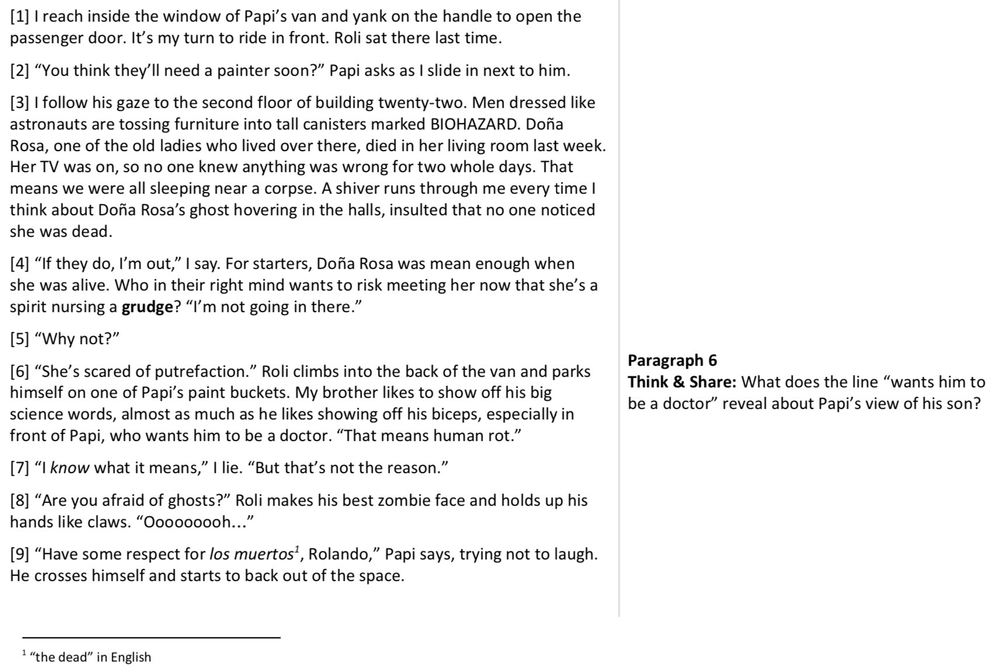 [1] I reach inside the window of Papi’s van and yank on the handle to open the
passenger door. It’s my turn to ride in front. Roli sat there last time.
[2] “You think they’ll need a painter soon?” Papi asks as I slide in next to him.
[3] I follow his gaze to the second floor of building twenty-two. Men dressed like
astronauts are tossing furniture into tall canisters marked BIOHAZARD. Doña
Rosa, one of the old ladies who lived over there, died in her living room last week.
Her TV was on, so no one knew anything was wrong for two whole days. That
means we were all sleeping near a corpse. A shiver runs through me every time I
think about Doña Rosa’s ghost hovering in the halls, insulted that no one noticed
she was dead.
[4] “If they do, I’m out,” I say. For starters, Doña Rosa was mean enough when
she was alive. Who in their right mind wants to risk meeting her now that she’s a
spirit nursing a grudge? “I’m not going in there.”
[5] “Why not?”
[6] “She’s scared of putrefaction.” Roli climbs into the back of the van and parks
himself on one of Papi’s paint buckets. My brother likes to show off his big
science words, almost as much as he likes showing off his biceps, especially in
front of Papi, who wants him to be a doctor. “That means human rot.”
[7] “I know what it means,” I lie. “But that’s not the reason.”
[8] “Are you afraid of ghosts?” Roli makes his best zombie face and holds up his
hands like claws. “Ooooooooh…”
[9] “Have some respect for los muertos¹, Rolando,” Papi says, trying not to laugh.
He crosses himself and starts to back out of the space.
Paragraph 6
Think & Share: What does the line “wants him to
be a doctor” reveal about Papi’s view of his son?
¹ “the dead” in English